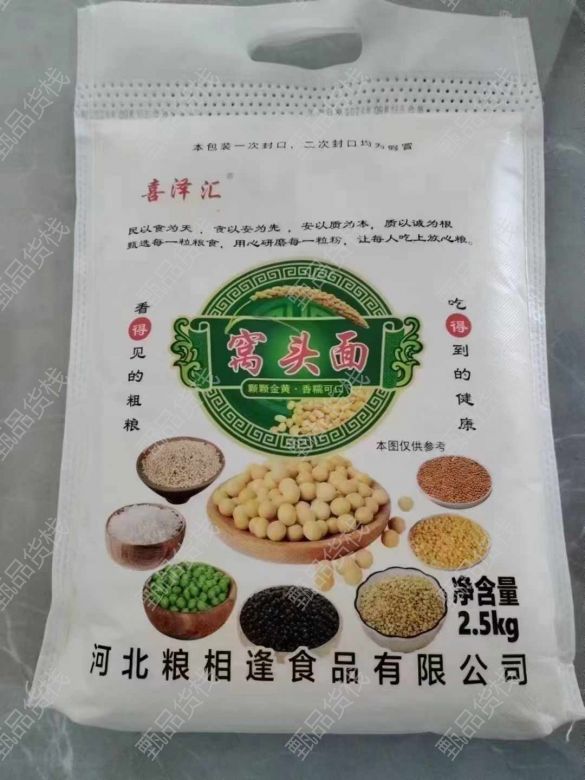 本包装一次封口，二次封口均为假冒
喜泽汇®
民以食为天，食以安为先，安以质为本，质以诚为根
甄选每一粒粮食，用心研磨每一粒粉，让每人吃上放心粮。
看得见的粗粮
吃得到的健康
窝头面
颗颗金黄·香糯可口
本图仅供参考
净含量
2.5kg
河北粮相逢食品有限公司
甄品货栈